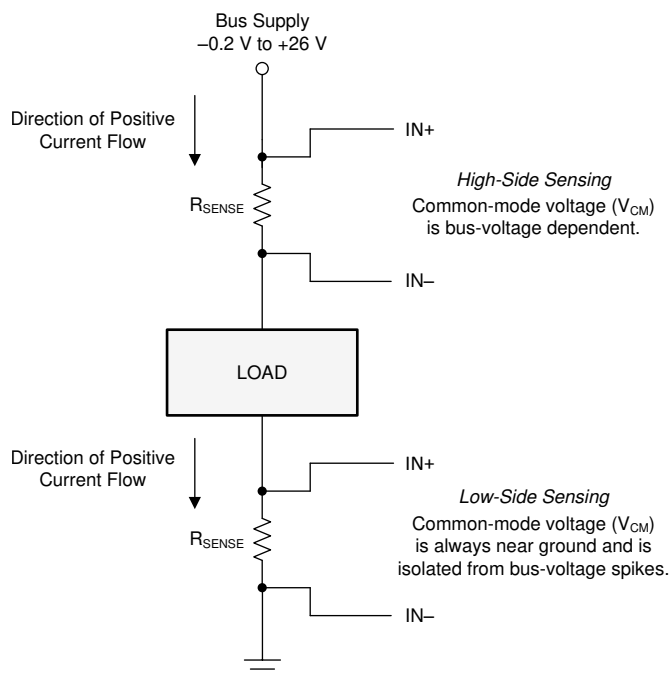 Bus Supply
–0.2 V to +26 V
Direction of Positive
Current Flow
IN+
RSENSE
High-Side Sensing
Common-mode voltage (VCM)
is bus-voltage dependent.
IN–
LOAD
Direction of Positive
Current Flow
IN+
RSENSE
Low-Side Sensing
Common-mode voltage (VCM)
is always near ground and is
isolated from bus-voltage spikes.
IN–